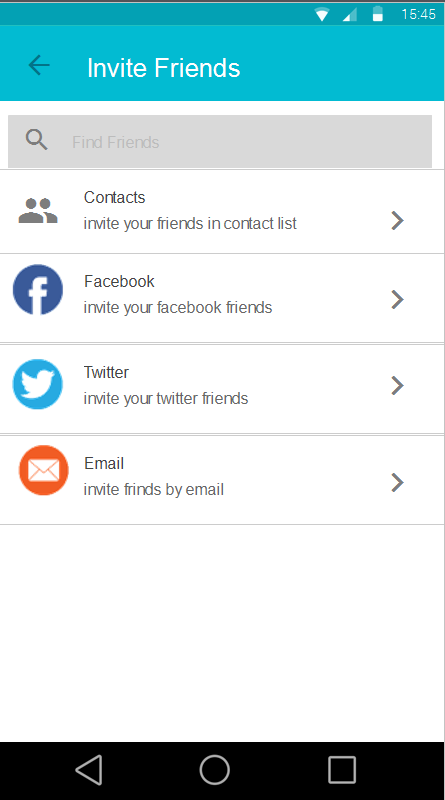 15:45
Invite Friends
Find Friends
Contacts
invite your friends in contact list
Facebook
invite your facebook friends
Twitter
invite your twitter friends
Email
invite frinds by email